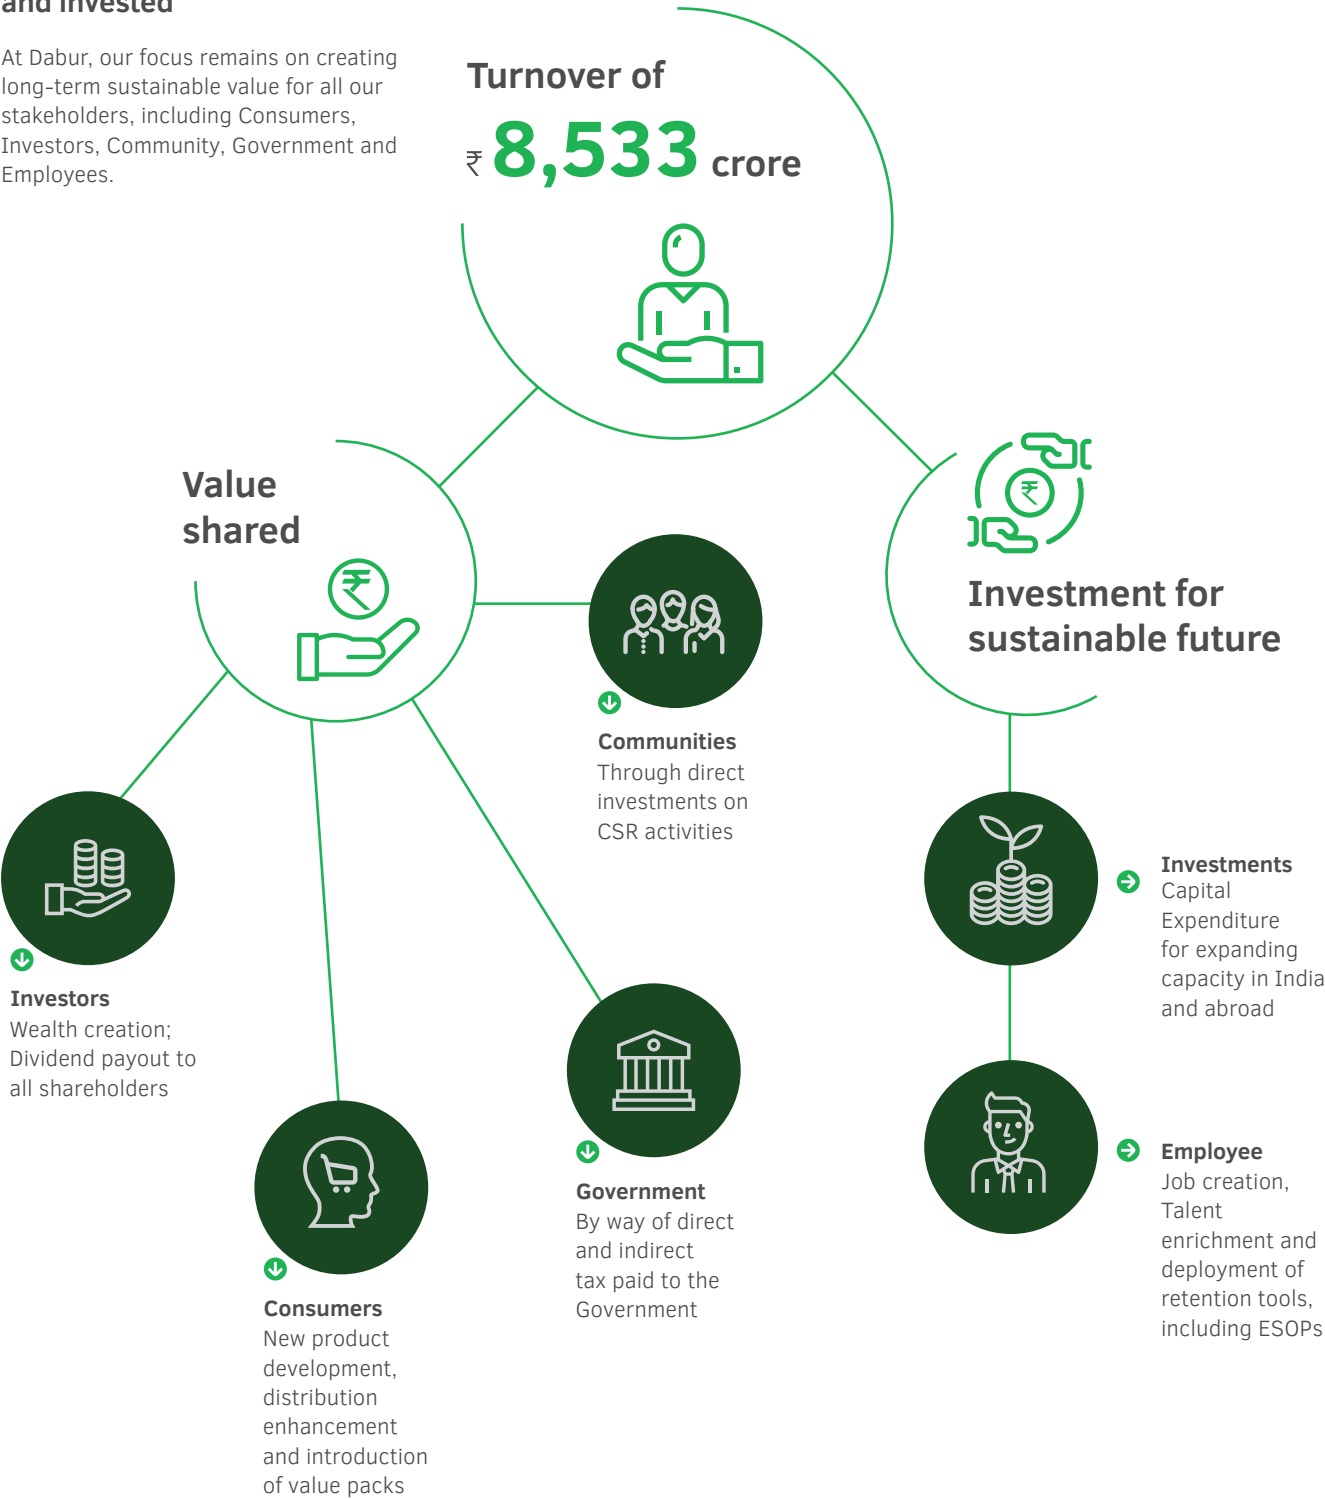 and invested
At Dabur, our focus remains on creating
long-term sustainable value for all our
stakeholders, including Consumers,
Investors, Community, Government and
Employees.
Turnover of
₹ 8,533 crore
Value
shared
₹
₹
Investment for
sustainable future
Communities
Through direct
investments on
CSR activities
Investors
Wealth creation;
Dividend payout to
all shareholders
Consumers
New product
development,
distribution
enhancement
and introduction
of value packs
Government
By way of direct
and indirect
tax paid to the
Government
Investments
Capital
Expenditure
for expanding
capacity in India
and abroad
Employee
Job creation,
Talent
enrichment and
deployment of
retention tools,
including ESOPs